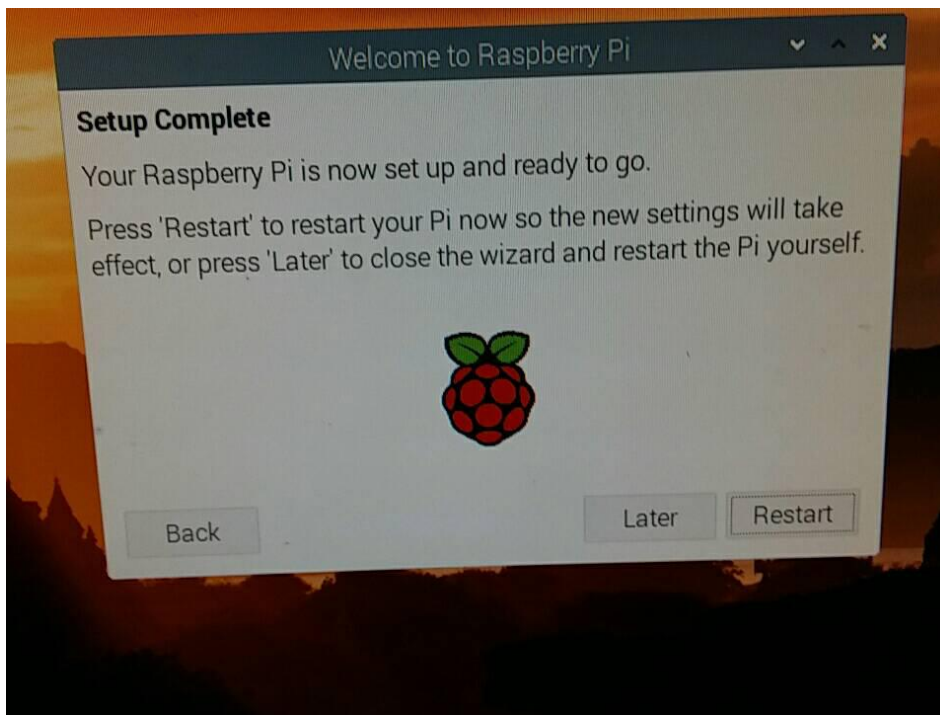 Welcome to Raspberry Pi
Setup Complete
Your Raspberry Pi is now set up and ready to go.
Press 'Restart' to restart your Pi now so the new settings will take
effect, or press 'Later' to close the wizard and restart the Pi yourself.
Back
Later
Restart